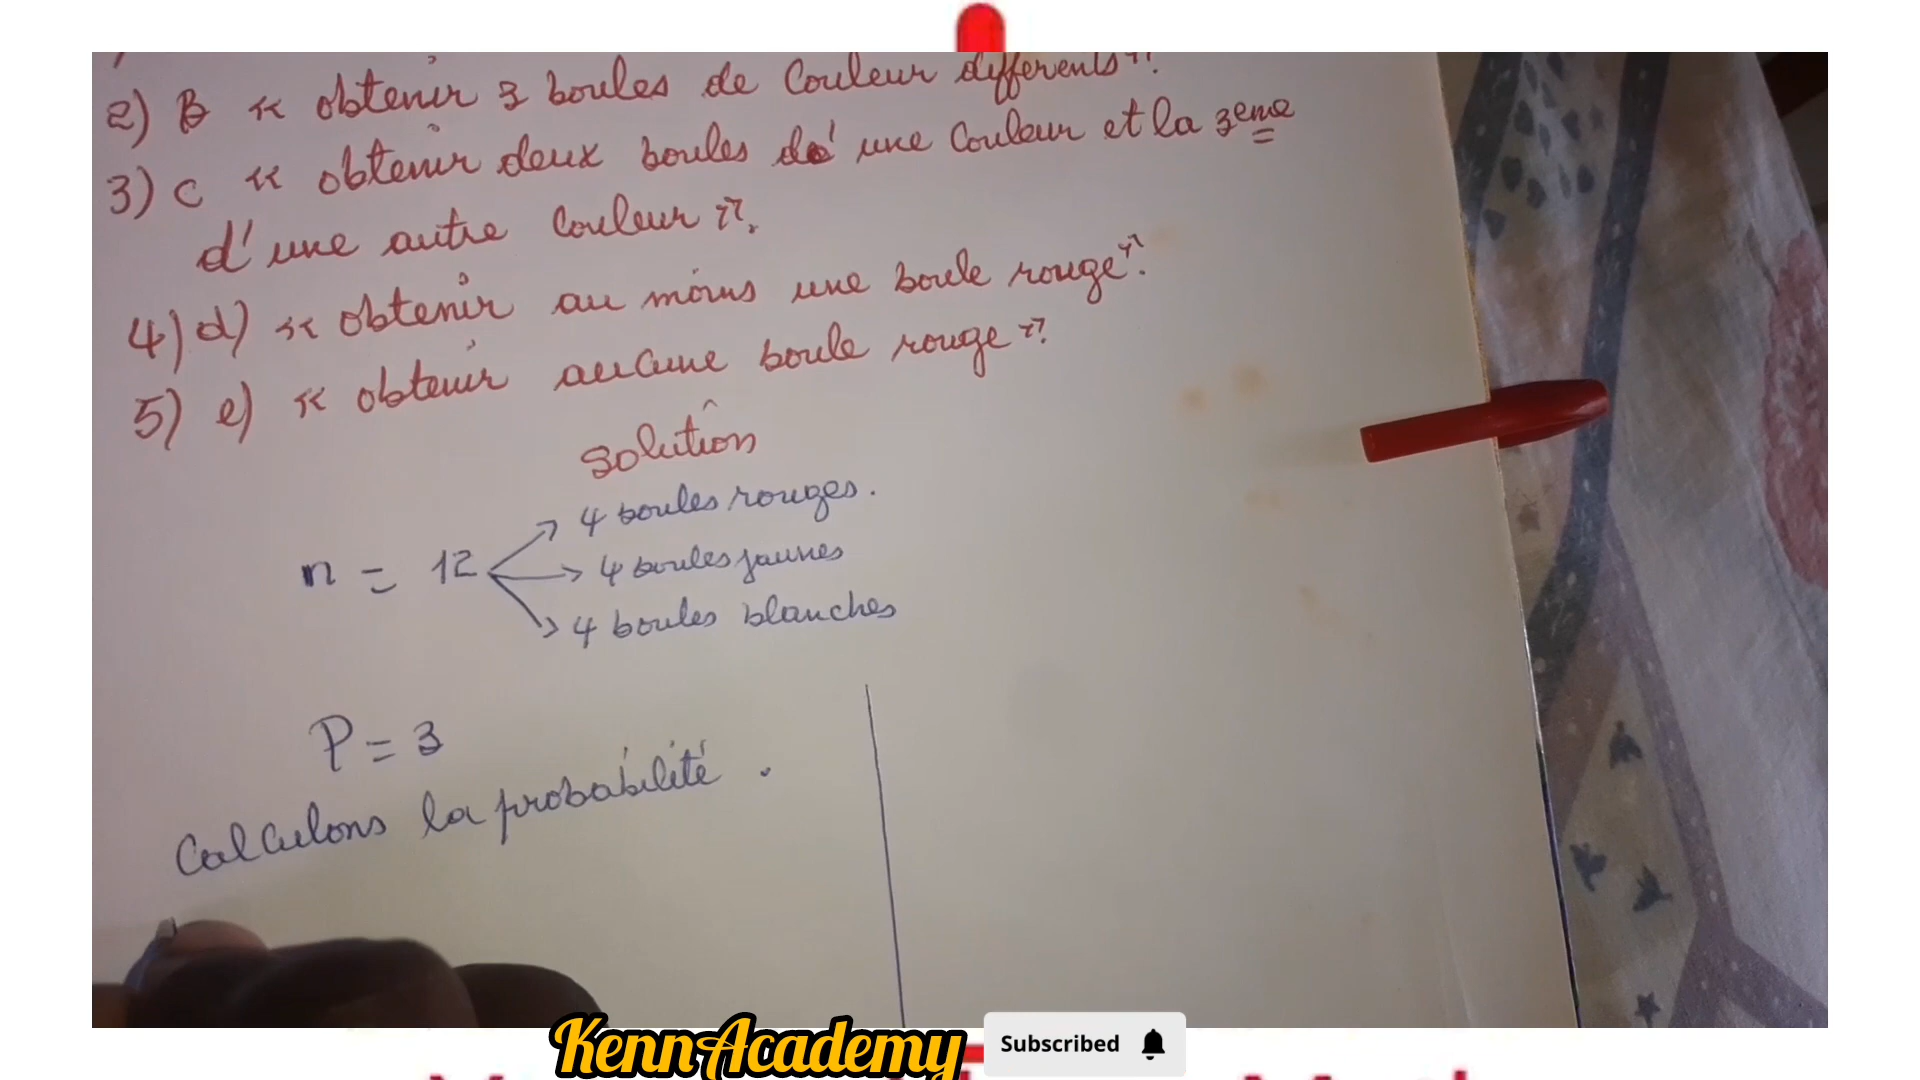 2) B « obtenir 3 boules de Couleur differents ».
3) C « obtenir deux boules d' une Couleur et la 3eme
d'une autre Couleur ».
4) d) « obtenir au moins une boule rouge ».
5) e) « obtenir aucune boule rouge ».
Solution
4 boules rouges.
n = 12
4 boules jaunes
4 boules blanches
P = 3
Calculons la probabilité.
KennAcademy
Subscribed